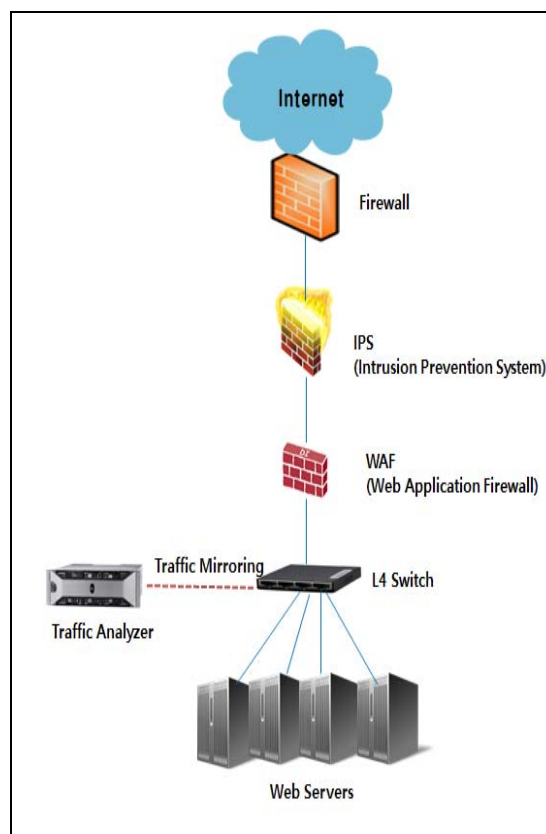 Internet
Firewall
IPS
(Intrusion Prevention System)
WAF
(Web Application Firewall)
Traffic Mirroring
L4 Switch
Traffic Analyzer
Web Servers